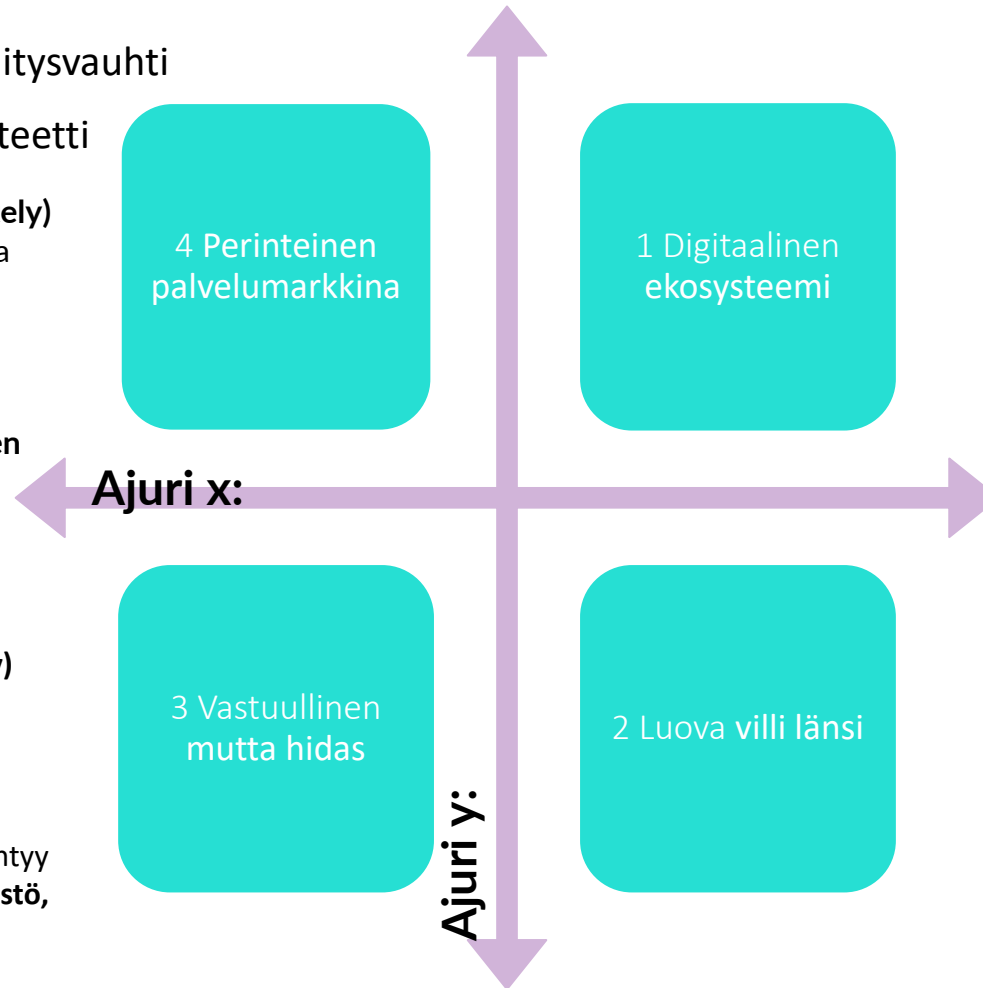 itysvauhti
teetti
ely)
a
en
y)
ntyy
stö,
4 Perinteinen
palvelumarkkina
1 Digitaalinen
ekosysteemi
Ajuri x:
3 Vastuullinen
mutta hidas
2 Luova villi länsi
Ajuri y: